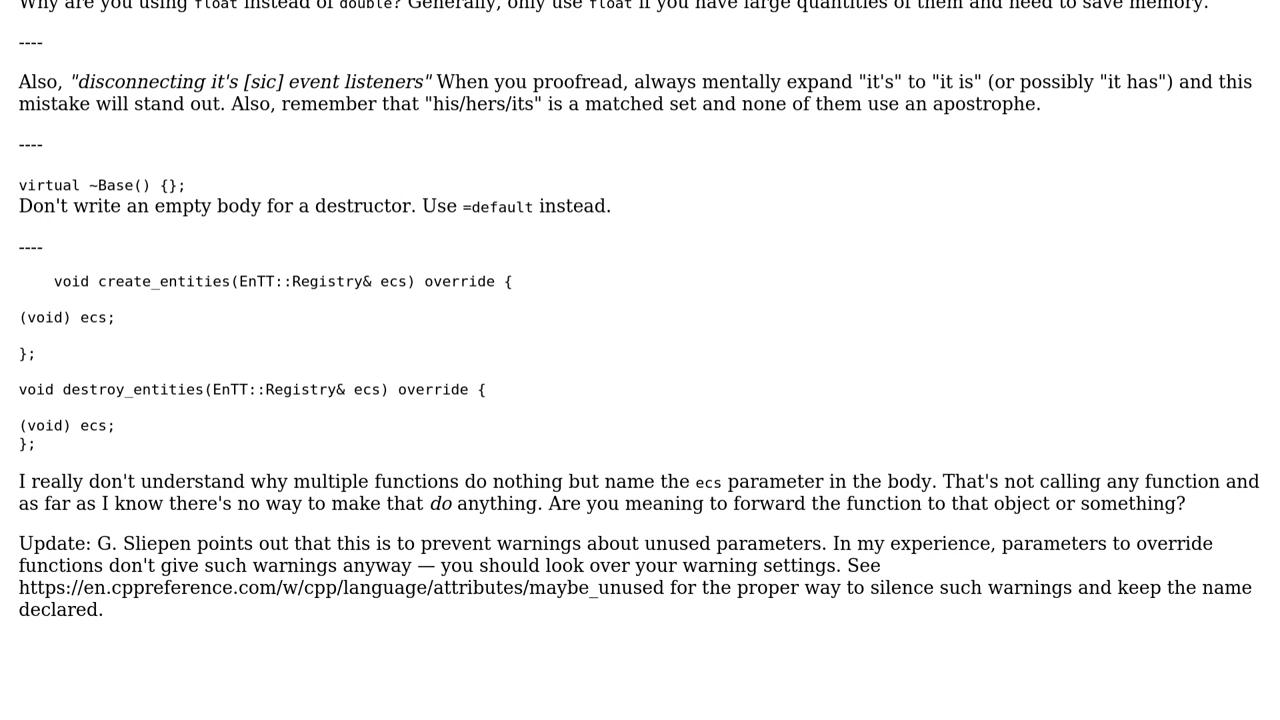 Why are you using float instead of double? Generally, only use float if you have large quantities of them and need to save memory.
----
Also, "disconnecting it's [sic] event listeners" When you proofread, always mentally expand "it's" to "it is" (or possibly "it has") and this
mistake will stand out. Also, remember that "his/hers/its" is a matched set and none of them use an apostrophe.
----
virtual ~Base() {};
Don't write an empty body for a destructor. Use =default instead.
----
void create_entities(EnTT::Registry& ecs) override {
(void) ecs;
};
void destroy_entities(EnTT::Registry& ecs) override {
(void) ecs;
};
I really don't understand why multiple functions do nothing but name the ecs parameter in the body. That's not calling any function and
as far as I know there's no way to make that do anything. Are you meaning to forward the function to that object or something?
Update: G. Sliepen points out that this is to prevent warnings about unused parameters. In my experience, parameters to override
functions don't give such warnings anyway — you should look over your warning settings. See
https://en.cppreference.com/w/cpp/language/attributes/maybe_unused for the proper way to silence such warnings and keep the name
declared.